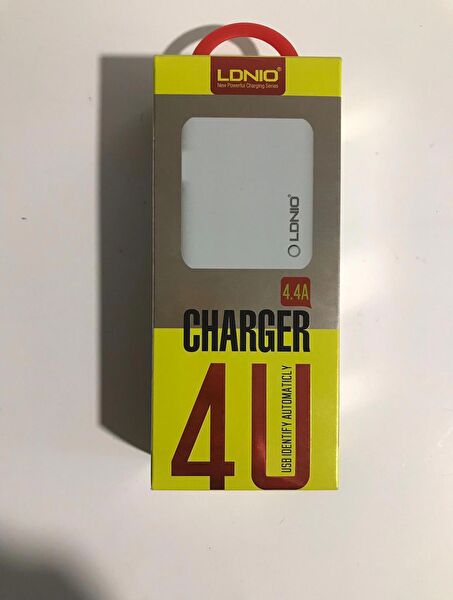 LDNIO®
New Powerful Charging Series
LDNIO®
4.4A
CHARGER
4U
USB IDENTIFY AUTOMATICLY